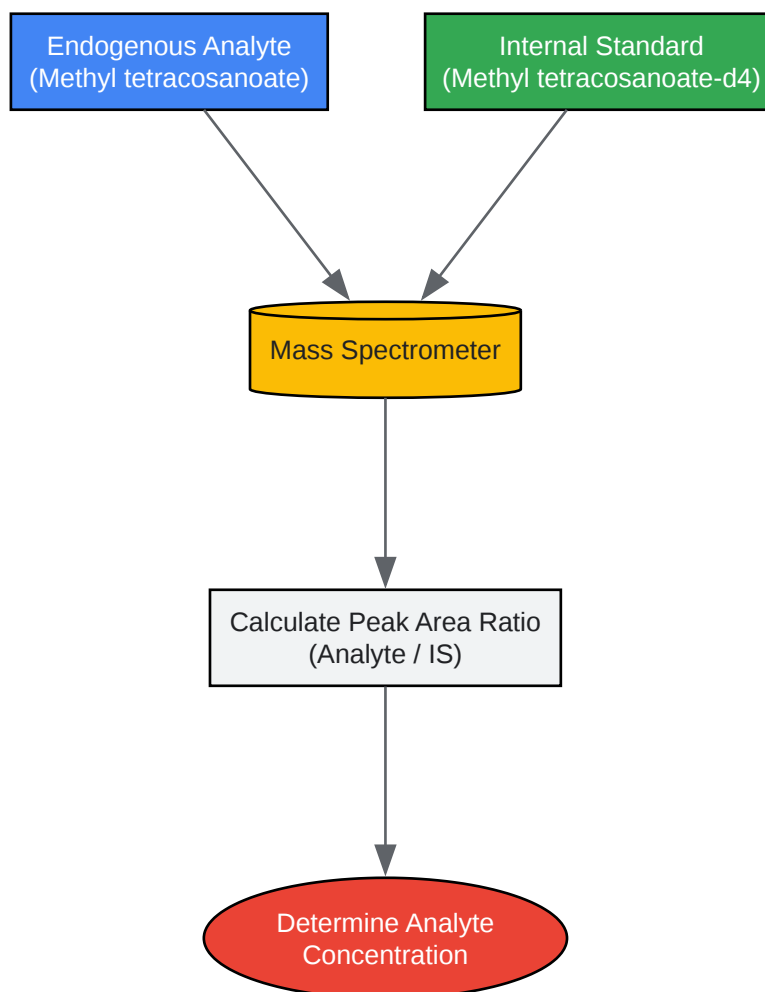 Endogenous Analyte
(Methyl tetracosanoate)
Internal Standard
(Methyl tetracosanoate-d4)
Mass Spectrometer
Calculate Peak Area Ratio
(Analyte / IS)
Determine Analyte
Concentration